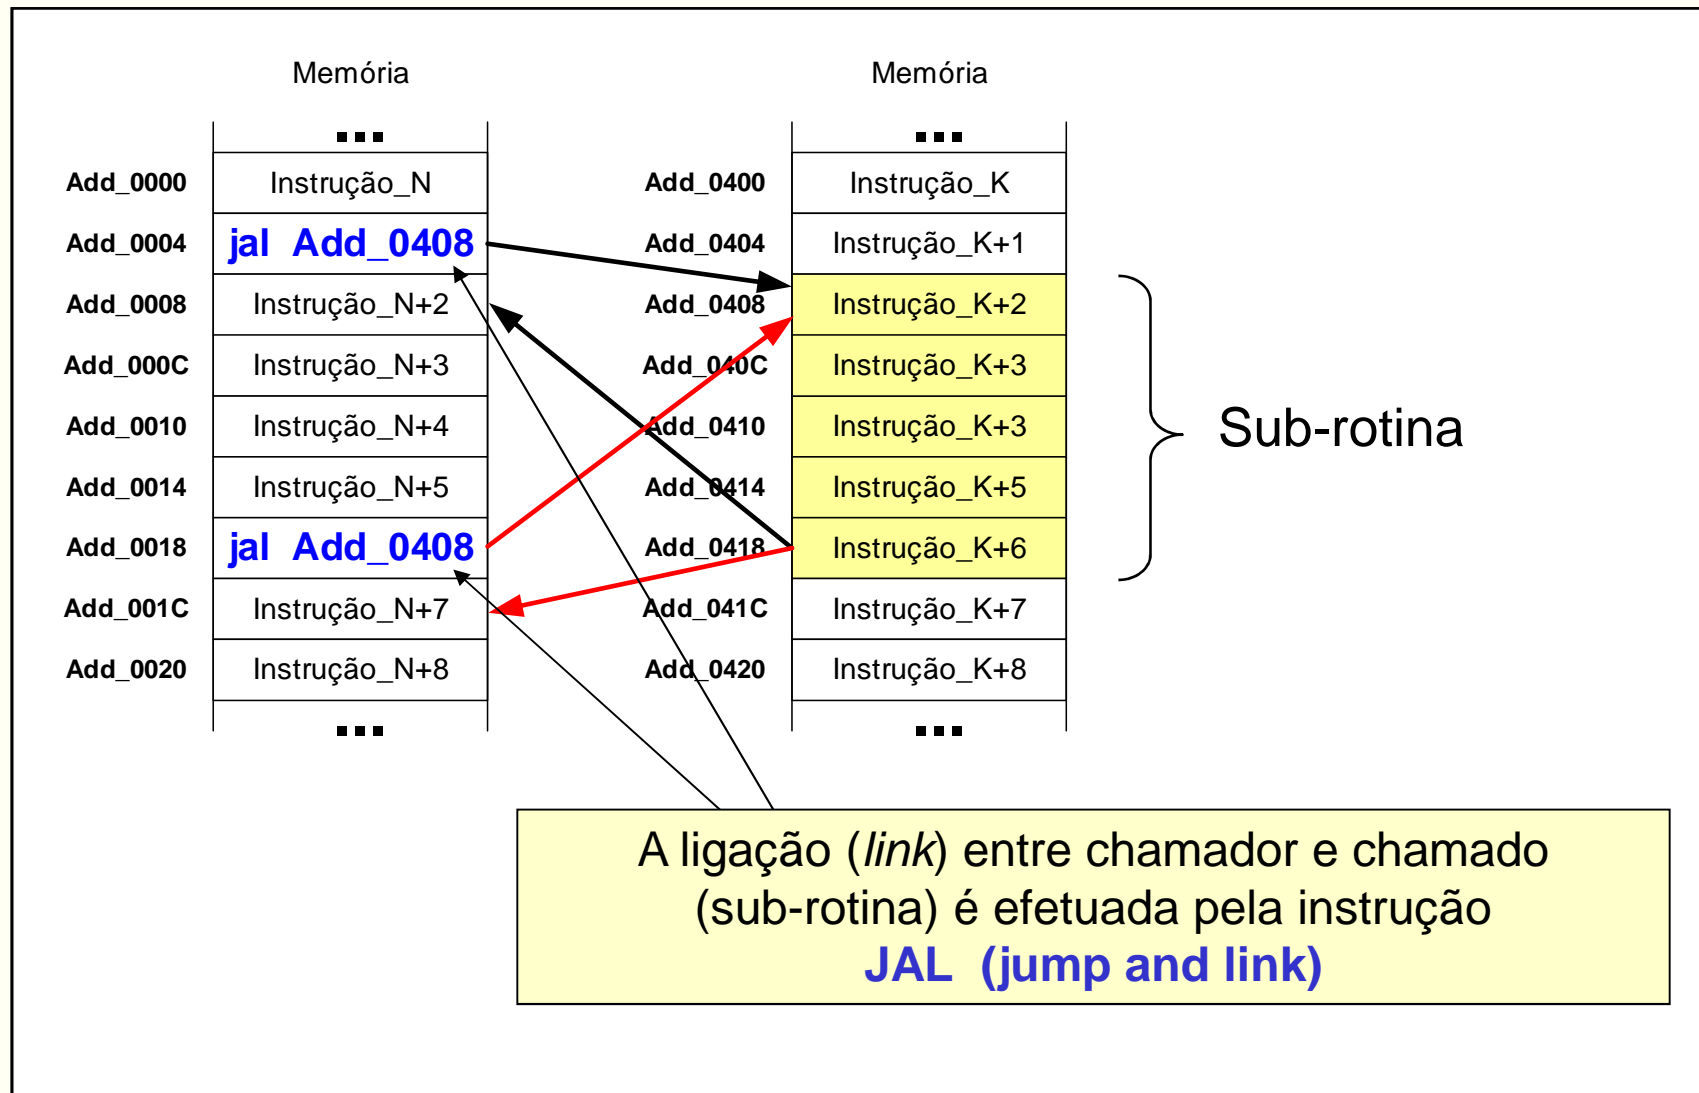 Memória Memória
... ...
Add_0000 Instrução_N Add_0400 Instrução_K
Add_0004 jal Add_0408 Add_0404 Instrução_K+1
Add_0008 Instrução_N+2 Add_0408 Instrução_K+2
Add_000C Instrução_N+3 Add_040C Instrução_K+3
Add_0010 Instrução_N+4 Add_0410 Instrução_K+3
Sub-rotina
Add_0014 Instrução_N+5 Add_0414 Instrução_K+5
Add_0018 jal Add_0408 Add_0418 Instrução_K+6
Add_001C Instrução_N+7 Add_041C Instrução_K+7
Add_0020 Instrução_N+8 Add_0420 Instrução_K+8
... ...
A ligação (link) entre chamador e chamado
(sub-rotina) é efetuada pela instrução
JAL (jump and link)